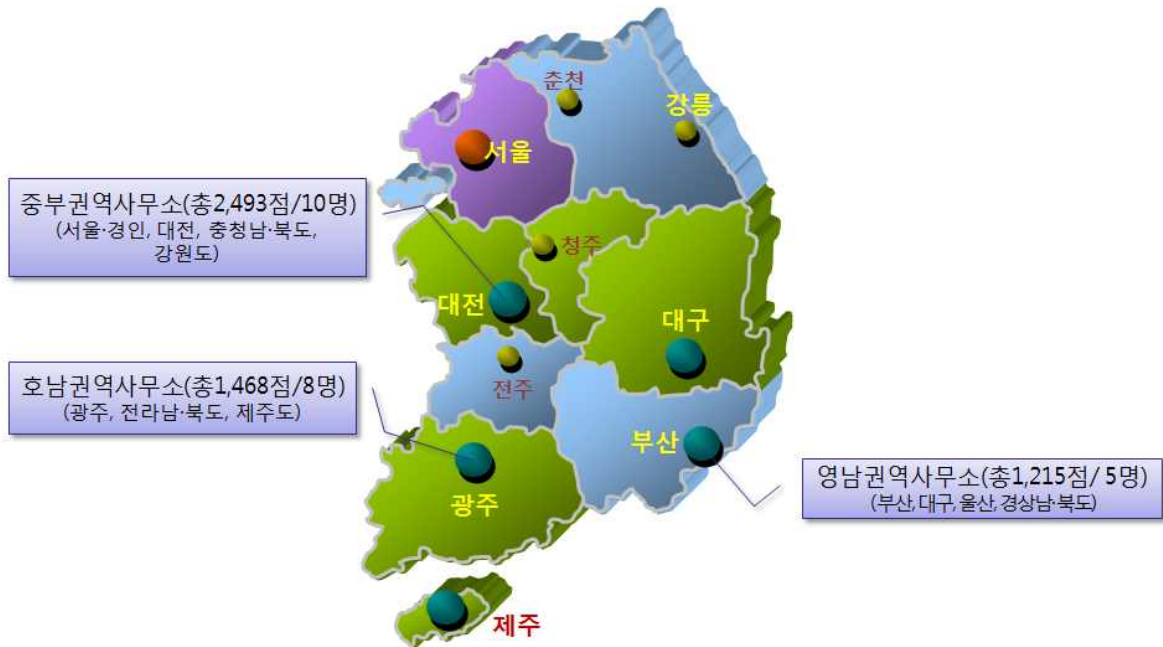 춘천
강릉
서울
중부권역사무소(총2,493점/10명)
(서울·경인, 대전, 충청남·북도,
강원도)
청주
대전
대구
호남권역사무소(총1,468점/8명)
(광주, 전라남·북도, 제주도)
전주
부산
영남권역사무소(총1,215점/ 5명)
(부산,대구,울산,경상남·북도)
광주
제주